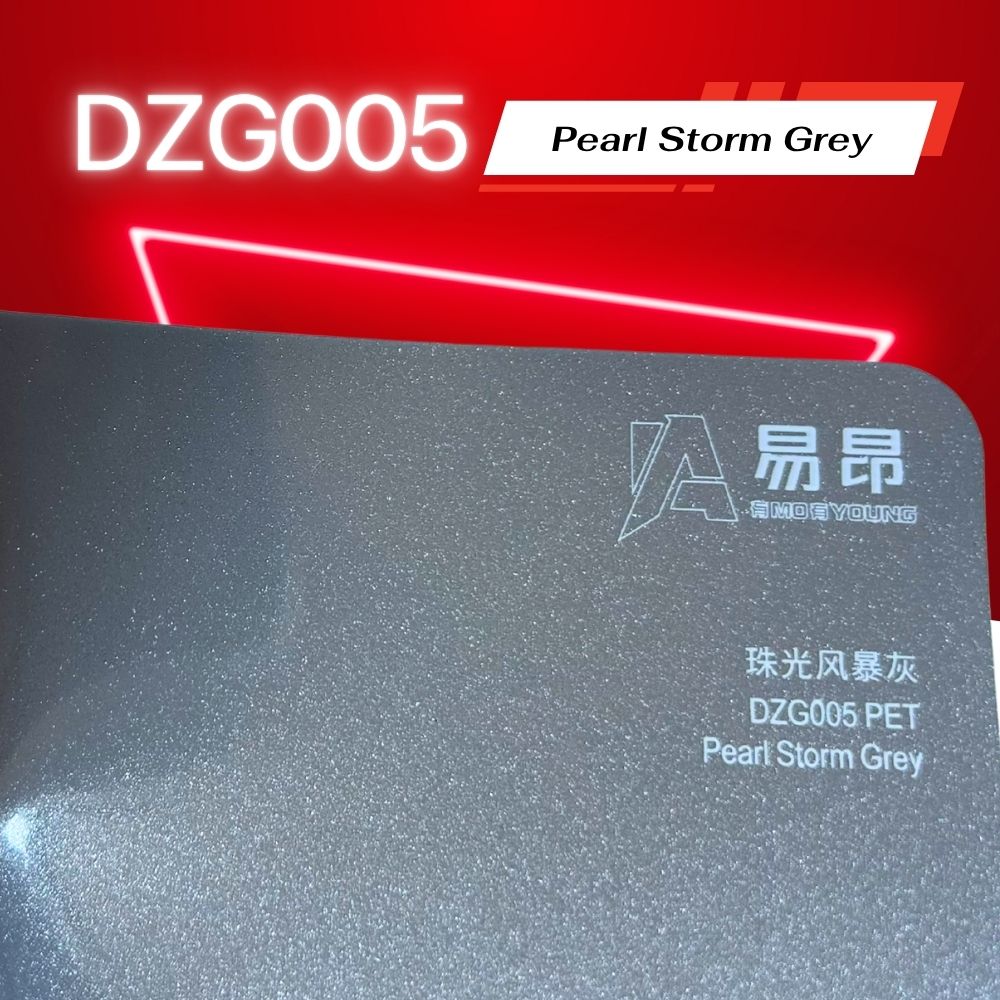 DZG005
Pearl Storm Grey
易昂
有MO有YOUNG
珠光风暴灰
DZG005 PET
Pearl Storm Grey